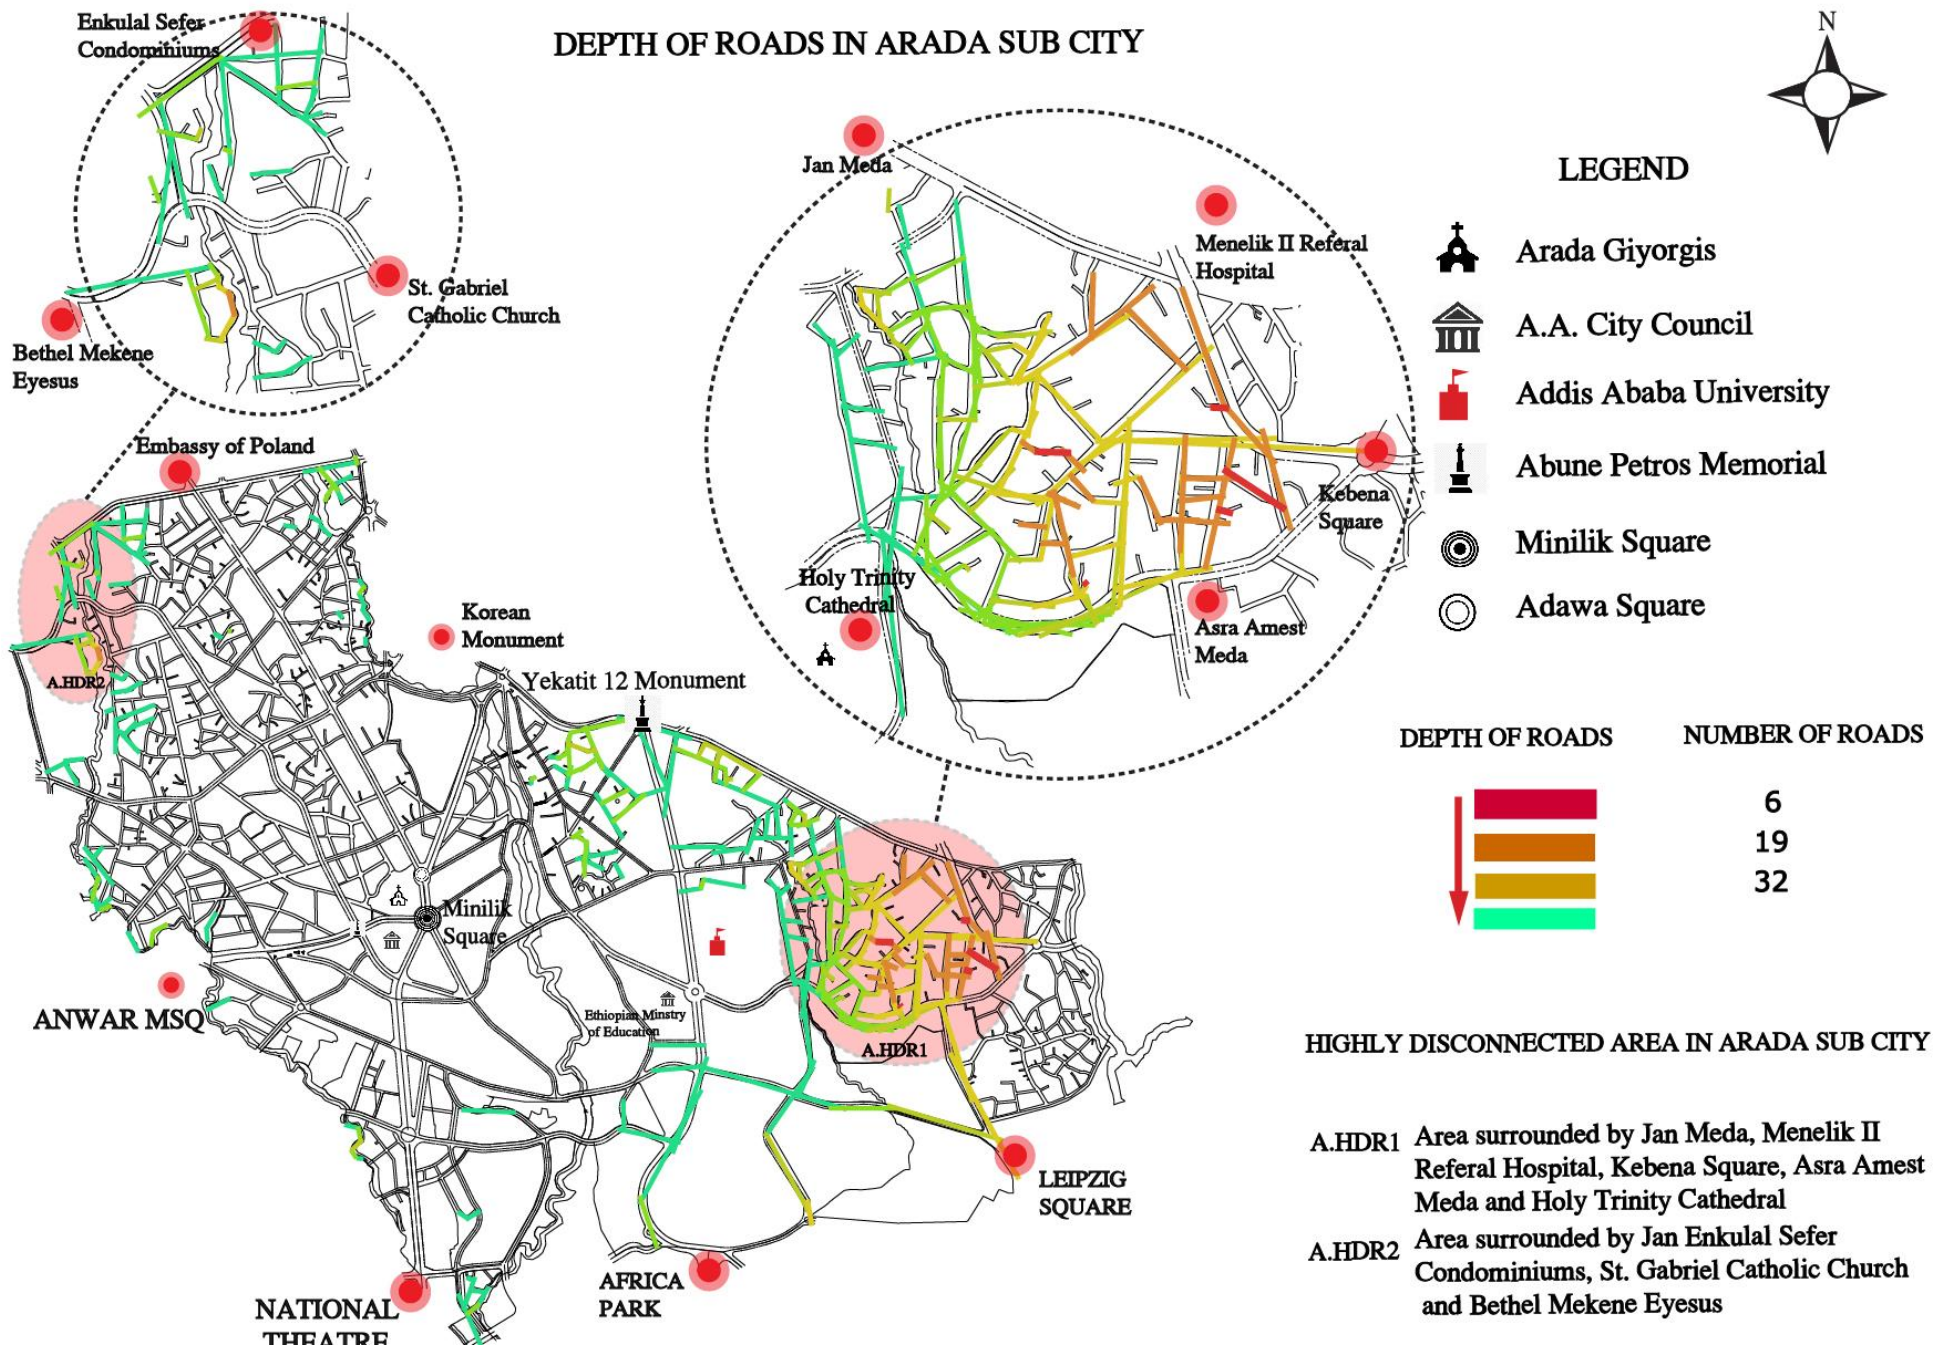 DEPTH OF ROADS IN ARADA SUB CITY
N
Enkulal Sefer
Condominiums
St. Gabriel
Catholic Church
Bethel Mekene
Eyesus
Jan Meda
Menelik II Referal
Hospital
Kebena
Square
Holy Trinity
Cathedral
Asra Amest
Meda
LEGEND
Arada Giyorgis
A.A. City Council
Addis Ababa University
Abune Petros Memorial
Minilik Square
Adawa Square
Embassy of Poland
A.HDR2
Korean
Monument
Yekatit 12 Monument
Minilik
Square
ANWAR MSQ
Ethiopian Minstry
of Education
A.HDR1
LEIPZIG
SQUARE
AFRICA
PARK
NATIONAL
THEATRE
DEPTH OF ROADS
NUMBER OF ROADS
6
19
32
HIGHLY DISCONNECTED AREA IN ARADA SUB CITY
A.HDR1 Area surrounded by Jan Meda, Menelik II
Referal Hospital, Kebena Square, Asra Amest
Meda and Holy Trinity Cathedral
A.HDR2 Area surrounded by Jan Enkulal Sefer
Condominiums, St. Gabriel Catholic Church
and Bethel Mekene Eyesus